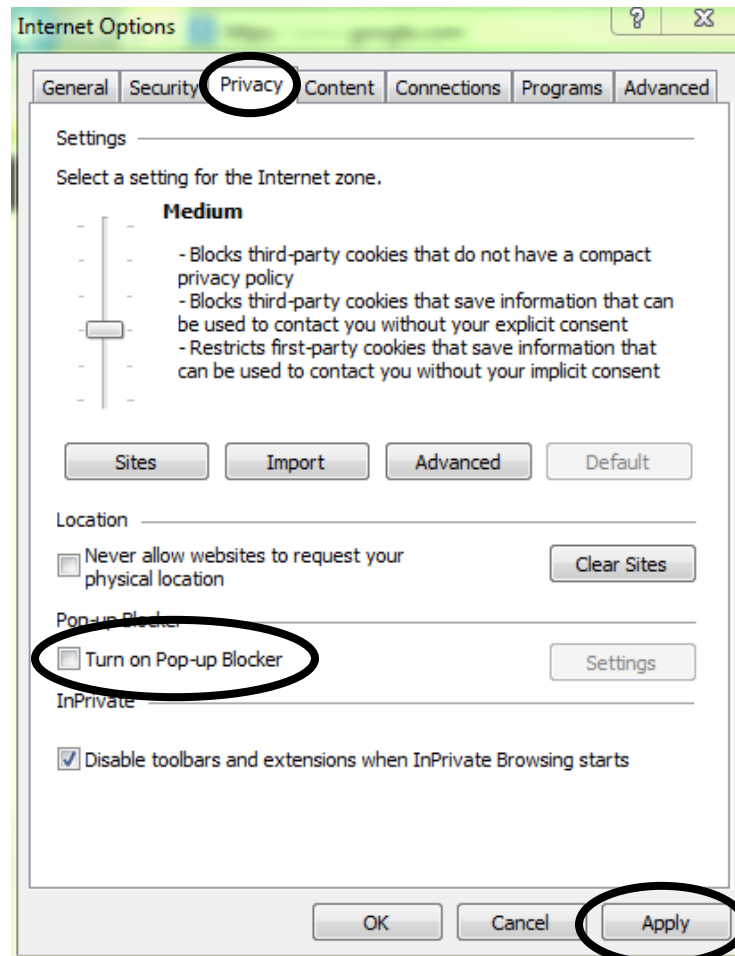 Internet Options
General Security Privacy Content Connections Programs Advanced
Settings
Select a setting for the Internet zone.
Medium
- Blocks third-party cookies that do not have a compact
privacy policy
- Blocks third-party cookies that save information that can
be used to contact you without your explicit consent
- Restricts first-party cookies that save information that
can be used to contact you without your implicit consent
Sites Import Advanced Default
Location
Never allow websites to request your
physical location
Clear Sites
Pop-up Blocker
Turn on Pop-up Blocker
Settings
InPrivate
Disable toolbars and extensions when InPrivate Browsing starts
OK Cancel Apply